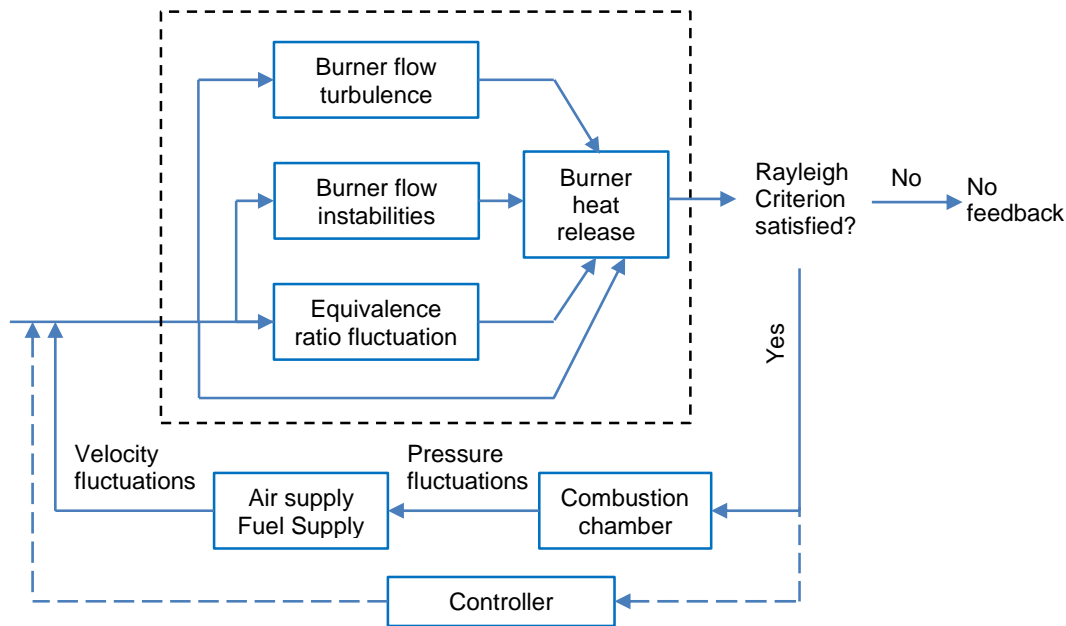 Burner flow
turbulence
Burner flow
instabilities
Equivalence
ratio fluctuation
Burner
heat
release
Rayleigh
Criterion
satisfied?
No
No
feedback
Yes
Velocity
fluctuations
Air supply
Fuel Supply
Pressure
fluctuations
Combustion
chamber
Controller